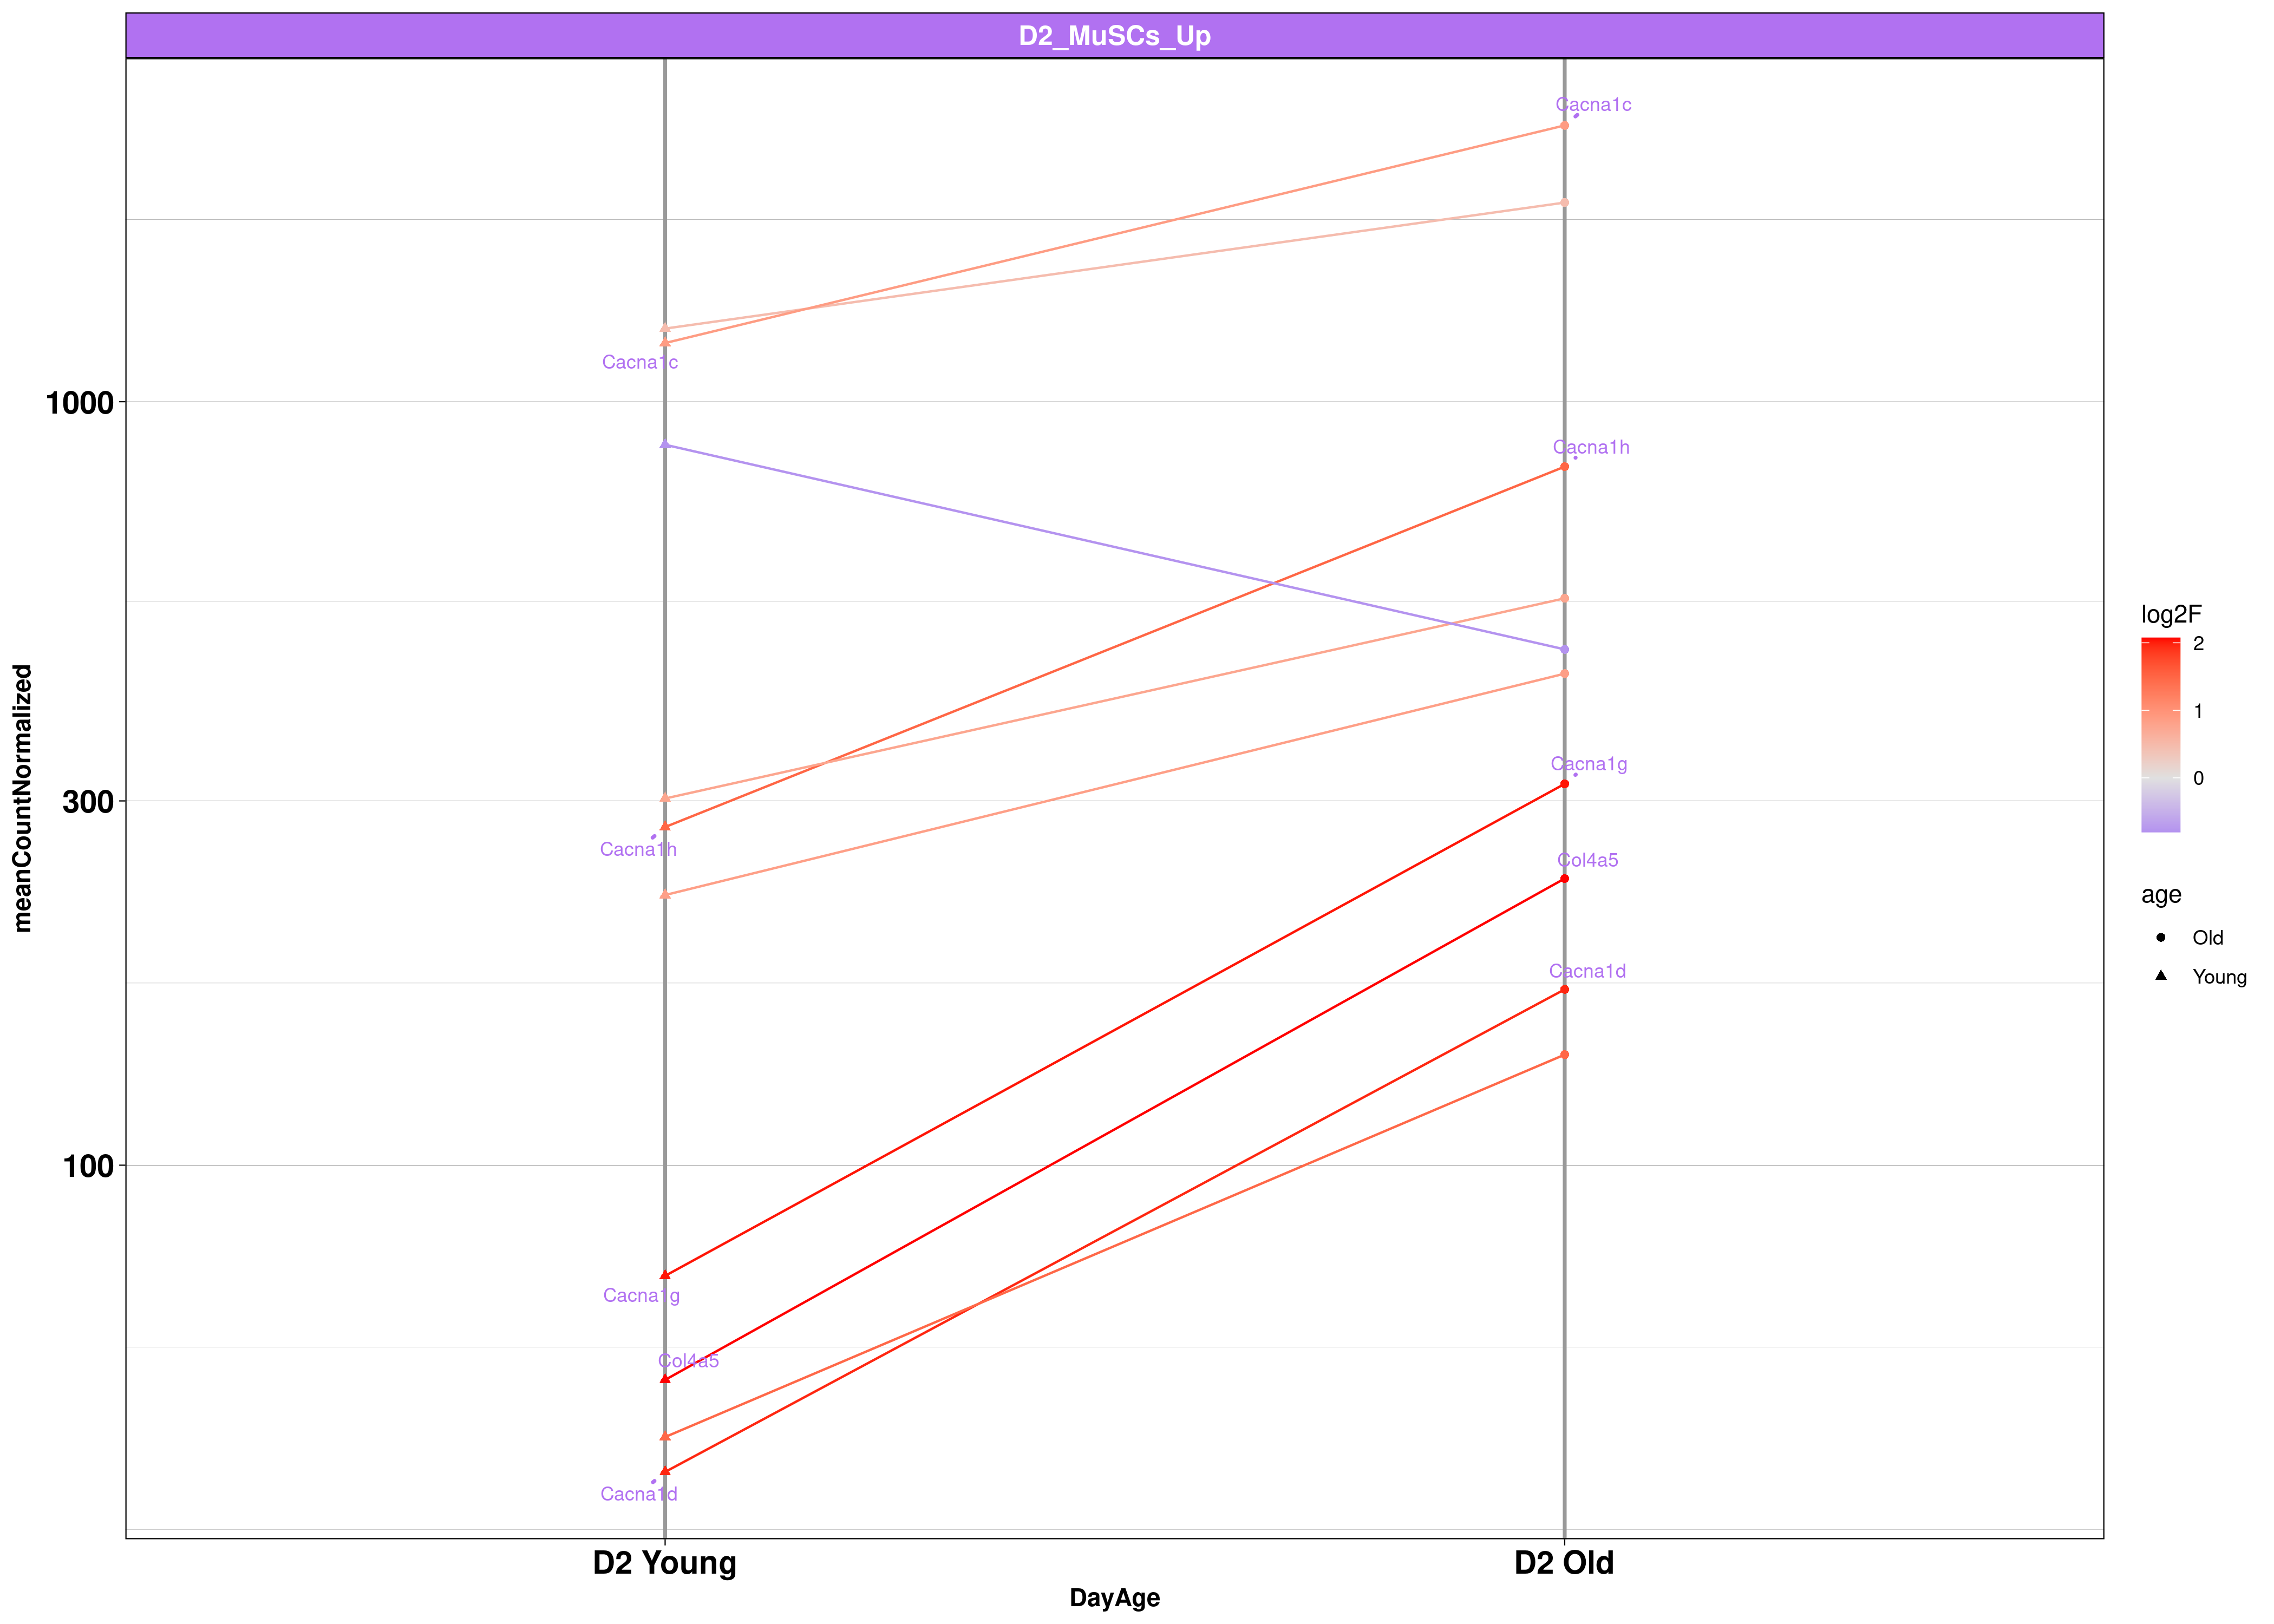 D2_MuSCs_Up
meanCountNormalized
1000
300
100
Cacna1c
Cacna1c
Cacna1h
Cacna1h
Cacna1g
Col4a5
Cacna1d
Cacna1g
Col4a5
Cacna1d
D2 Young
D2 Old
DayAge
log2F
2
1
0
age
Old
Young